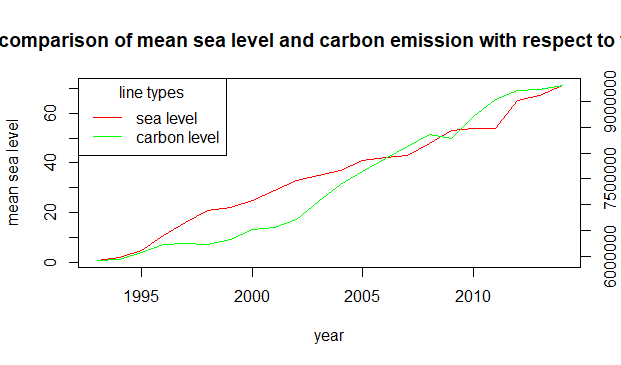 comparison of mean sea level and carbon emission with respect to
line types
sea level
carbon level
mean sea level
0
20
40
60
6000000
7500000
9000000
1995
2000
2005
2010
year